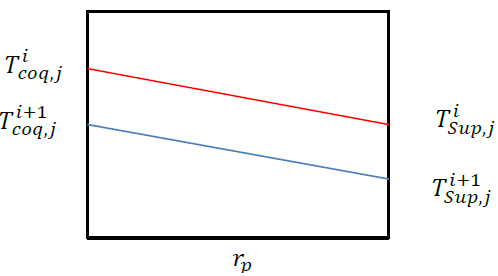 T^i_{coq,j}
T^i_{Sup,j}
T^{i+1}_{coq,j}
T^{i+1}_{Sup,j}
r_p